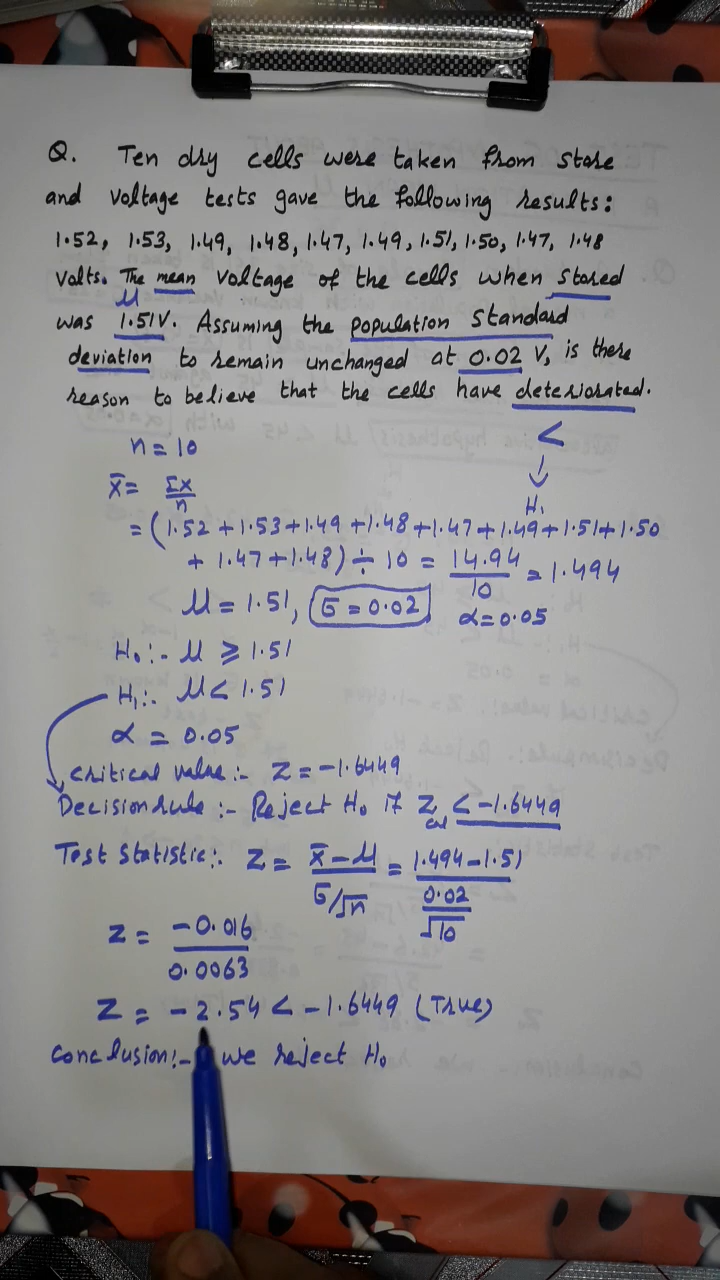 Q. Ten dry cells were taken from store
and voltage tests gave the following results:
1.52, 1.53, 1.49, 1.48, 1.47, 1.49, 1.51, 1.50, 1.47, 1.48
volts. The mean voltage of the cells when stored
μ
was 1.51V. Assuming the population standard
deviation to remain unchanged at 0.02 V, is there
reason to believe that the cells have deteriorated.
<
n = 10
H₁
x̄ = Σx/n
= (1.52 + 1.53 + 1.49 + 1.48 + 1.47 + 1.49 + 1.51 + 1.50
+ 1.47 + 1.48) ÷ 10 = 14.94/10 = 1.494
μ = 1.51, σ = 0.02 α = 0.05
H₀:- μ ≥ 1.51
H₁:- μ < 1.51
α = 0.05
critical value:- Z = -1.6449
Decision rule :- Reject H₀ if Zcal < -1.6449
Test Statistic:- Z = (x̄ - μ)/(σ/√n) = (1.494 - 1.51)/(0.02/√10)
Z = -0.016/0.0063
Z = -2.54 < -1.6449 (True)
Conclusion:- we reject H₀